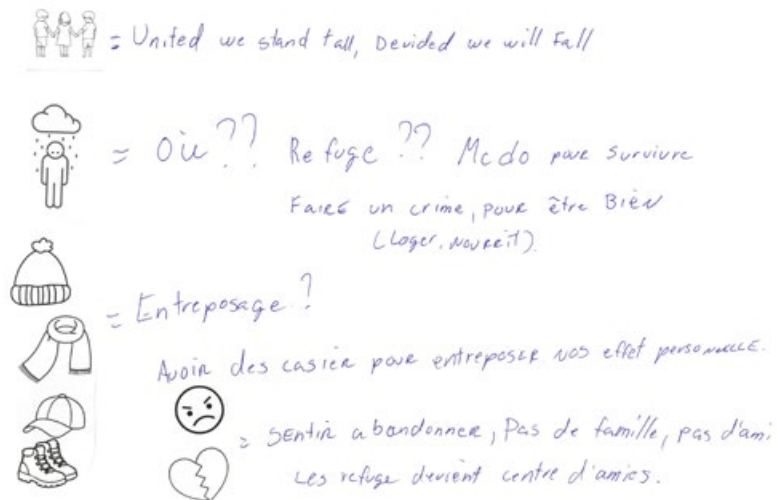 = United we stand tall, Devided we will Fall
= Où ?? Refuge ?? Mcdo pour survivre
FairE un crime, pour être BièN
(Loger, nourrit).
= Entreposage ?
Avoir des casier pour entreposer nos effet personnelle.
= SEntir abandonner, Pas de famille, pas d'ami
Les refuge devient centre d'amies.